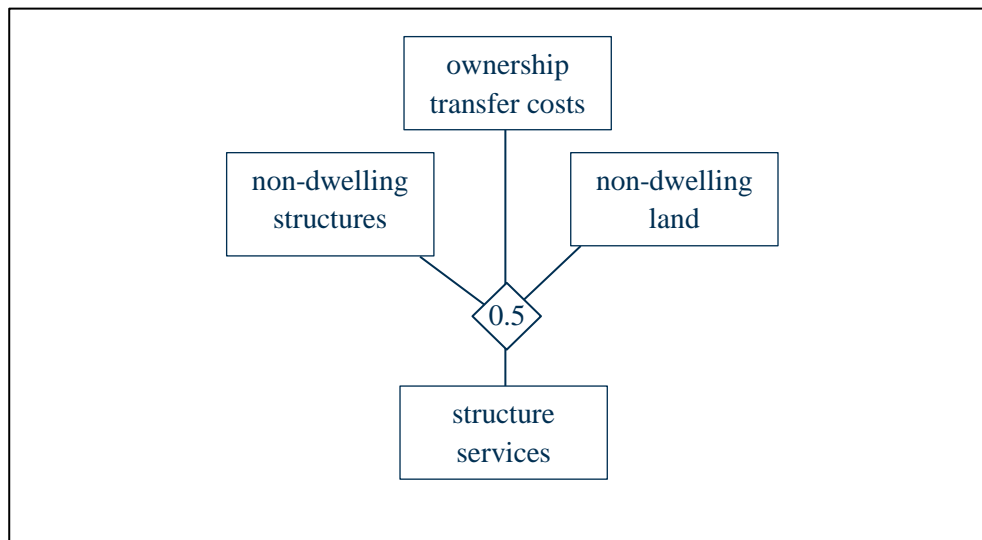 ownership
transfer costs
non-dwelling
structures
non-dwelling
land
0.5
structure
services